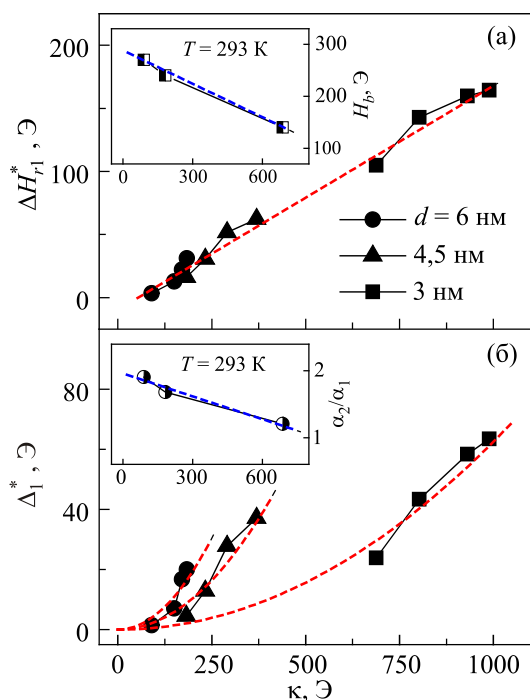 (а)
200
100
0
ΔH*r1, Э
T = 293 К
300
200
100
Hb, Э
0 300 600
d = 6 нм
4,5 нм
3 нм
(б)
80
40
0
Δ*1, Э
T = 293 К
2
1
α2/α1
0 300 600
0 250 500 750 1000
κ, Э